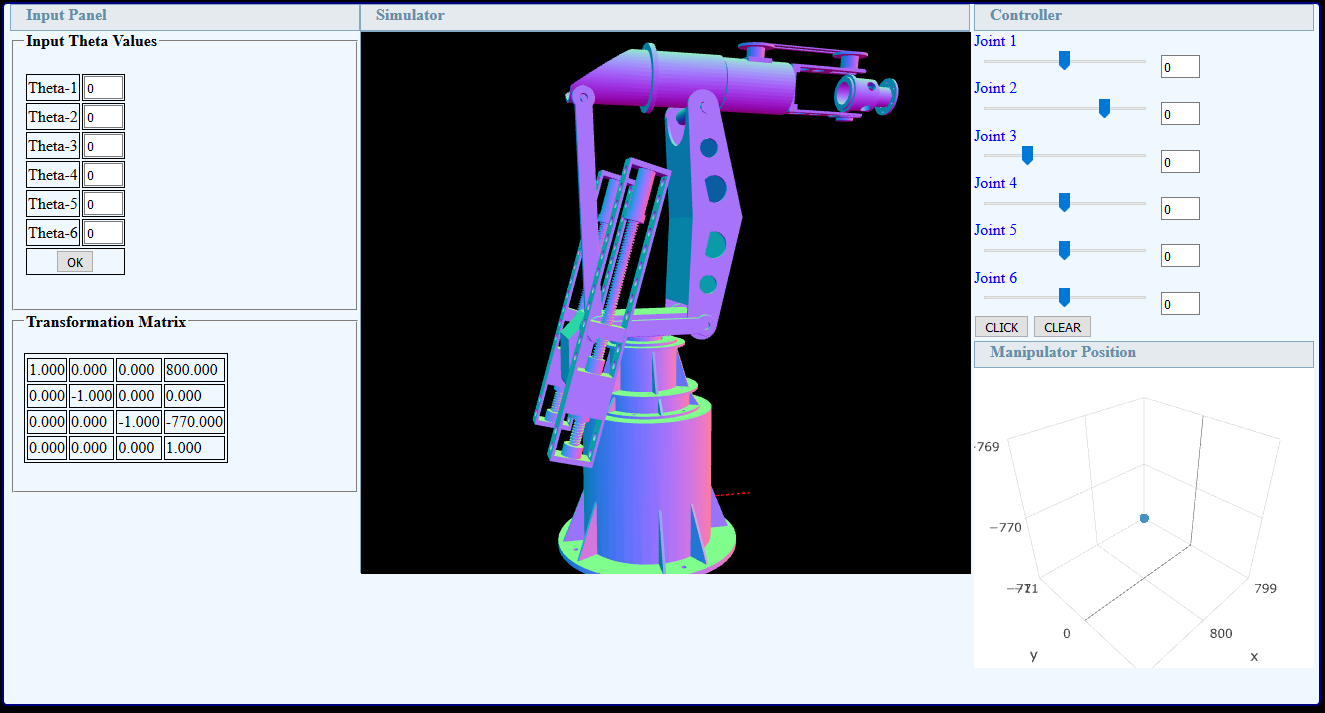 Input Panel
Simulator
Controller
Input Theta Values
Theta-1 0
Theta-2 0
Theta-3 0
Theta-4 0
Theta-5 0
Theta-6 0
OK
Transformation Matrix
1.000 0.000 0.000 800.000
0.000 -1.000 0.000 0.000
0.000 0.000 -1.000 -770.000
0.000 0.000 0.000 1.000
Joint 1
0
Joint 2
0
Joint 3
0
Joint 4
0
Joint 5
0
Joint 6
0
CLICK CLEAR
Manipulator Position
-769
−770
799
0
800
y
x